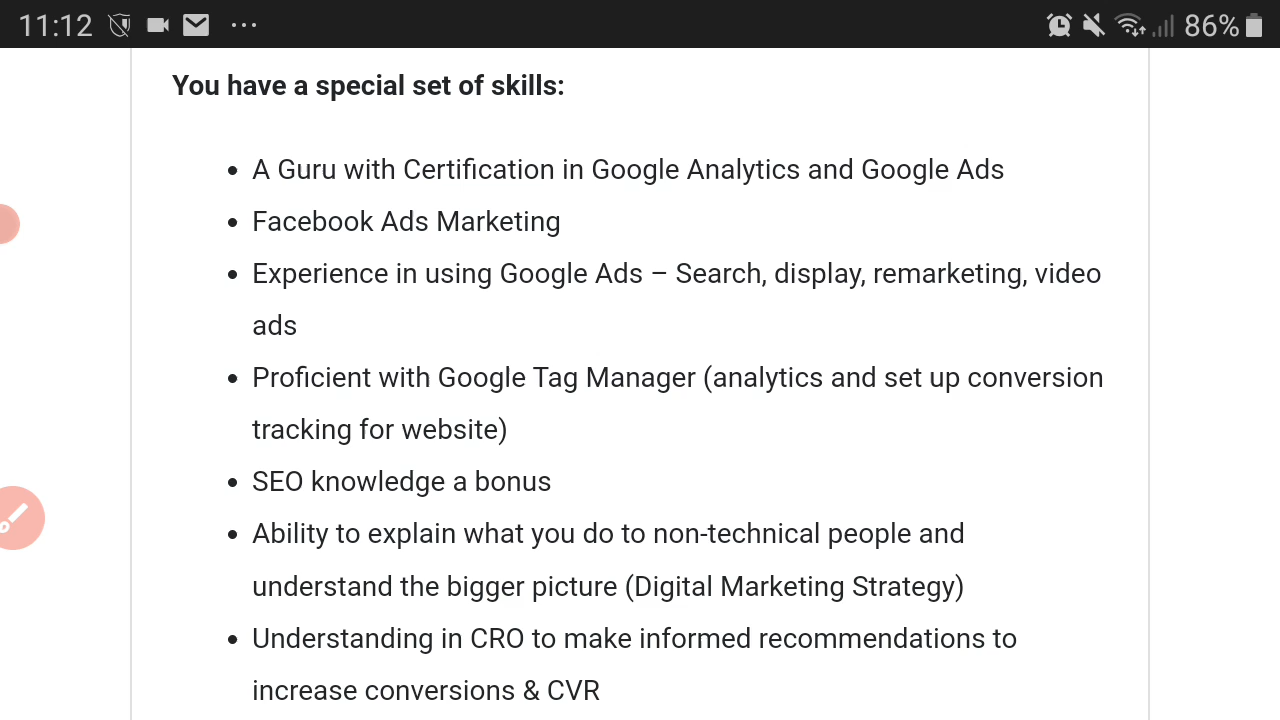 11:12 ... 86%
You have a special set of skills:
• A Guru with Certification in Google Analytics and Google Ads
• Facebook Ads Marketing
• Experience in using Google Ads – Search, display, remarketing, video
ads
• Proficient with Google Tag Manager (analytics and set up conversion
tracking for website)
• SEO knowledge a bonus
• Ability to explain what you do to non-technical people and
understand the bigger picture (Digital Marketing Strategy)
• Understanding in CRO to make informed recommendations to
increase conversions & CVR